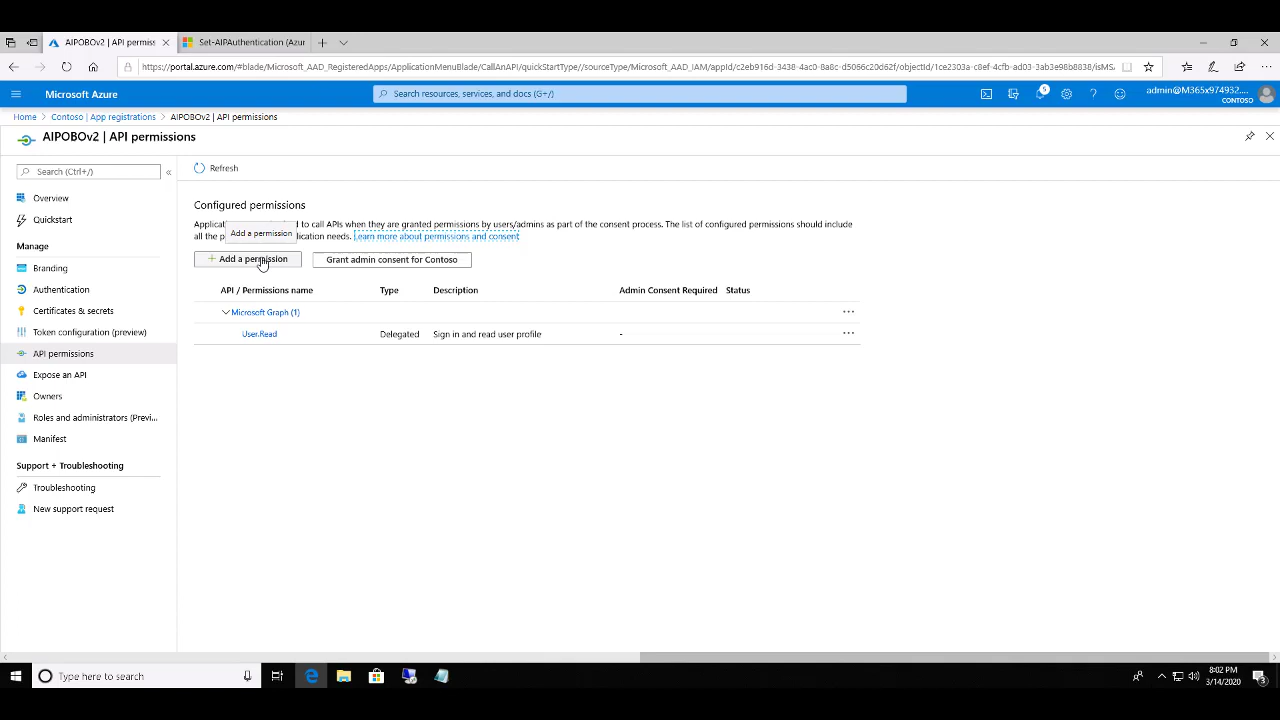 AIPOBOv2 | API permiss
Set-AIPAuthentication (Azur
https://portal.azure.com/#blade/Microsoft_AAD_RegisteredApps/ApplicationMenuBlade/CallAnAPI/quickStartType//sourceType/Microsoft_AAD_IAM/appId/c2eb916d-3438-4ac0-8a8c-d5066c20d62f/objectId/1ce2303a-c8ef-4cfb-ad03-3ab3e98b8838/isMS
Microsoft Azure
Search resources, services, and docs (G+/)
5
admin@M365x974932....
CONTOSO
Home > Contoso | App registrations > AIPOBOv2 | API permissions
AIPOBOv2 | API permissions
Search (Ctrl+/)
Refresh
Overview
Quickstart
Manage
Branding
Authentication
Certificates & secrets
Token configuration (preview)
API permissions
Expose an API
Owners
Roles and administrators (Previ...
Manifest
Support + Troubleshooting
Troubleshooting
New support request
Configured permissions
Applicat d to call APIs when they are granted permissions by users/admins as part of the consent process. The list of configured permissions should include
all the p lication needs. Learn more about permissions and consent
Add a permission
+ Add a permission
Grant admin consent for Contoso
API / Permissions name Type Description Admin Consent Required Status
Microsoft Graph (1) ...
User.Read Delegated Sign in and read user profile - ...
Type here to search
8:02 PM
3/14/2020
3